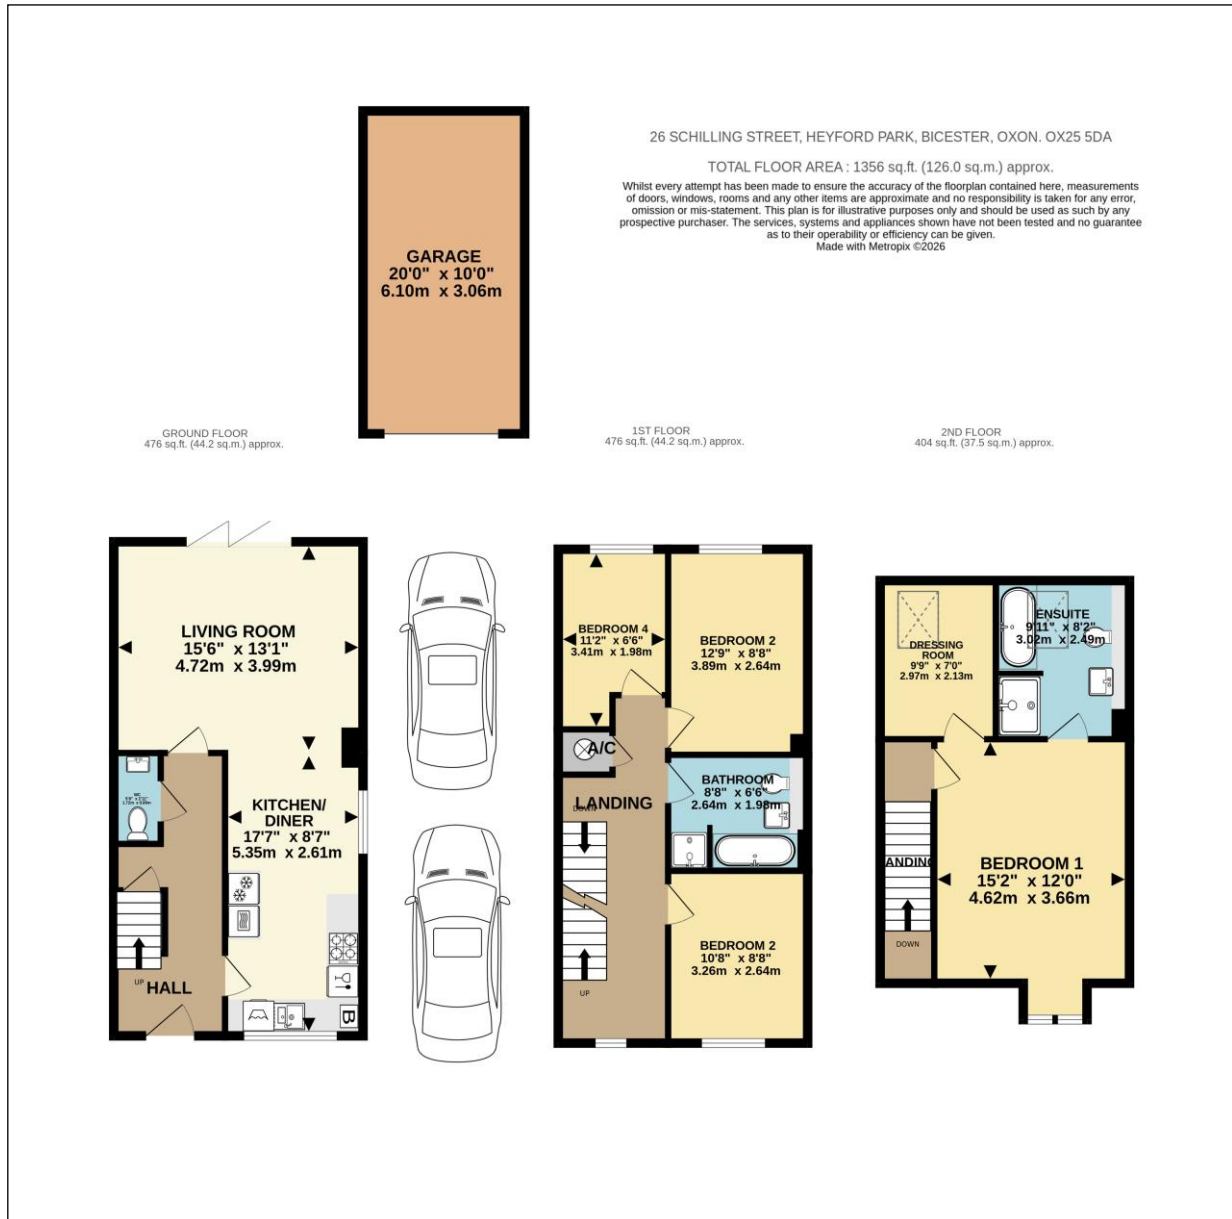 26 SCHILLING STREET, HEYFORD PARK, BICESTER, OXON. OX25 5DA
TOTAL FLOOR AREA : 1356 sq.ft. (126.0 sq.m.) approx.
Whilst every attempt has been made to ensure the accuracy of the floorplan contained here, measurements
of doors, windows, rooms and any other items are approximate and no responsibility is taken for any error,
omission or mis-statement. This plan is for illustrative purposes only and should be used as such by any
prospective purchaser. The services, systems and appliances shown have not been tested and no guarantee
as to their operability or efficiency can be given.
Made with Metropix ©2026
GARAGE
20'0" x 10'0"
6.10m x 3.06m
GROUND FLOOR
476 sq.ft. (44.2 sq.m.) approx.
1ST FLOOR
476 sq.ft. (44.2 sq.m.) approx.
2ND FLOOR
404 sq.ft. (37.5 sq.m.) approx.
LIVING ROOM
15'6" x 13'1"
4.72m x 3.99m
WC
KITCHEN/
DINER
17'7" x 8'7"
5.35m x 2.61m
UP
HALL
B
BEDROOM 4
11'2" x 6'6"
3.41m x 1.98m
BEDROOM 2
12'9" x 8'8"
3.89m x 2.64m
A/C
LANDING
DOWN
BATHROOM
8'8" x 6'6"
2.64m x 1.98m
BEDROOM 2
10'8" x 8'8"
3.26m x 2.64m
UP
DRESSING
ROOM
9'9" x 7'0"
2.97m x 2.13m
ENSUITE
9'11" x 8'2"
3.02m x 2.49m
ANDING
DOWN
BEDROOM 1
15'2" x 12'0"
4.62m x 3.66m